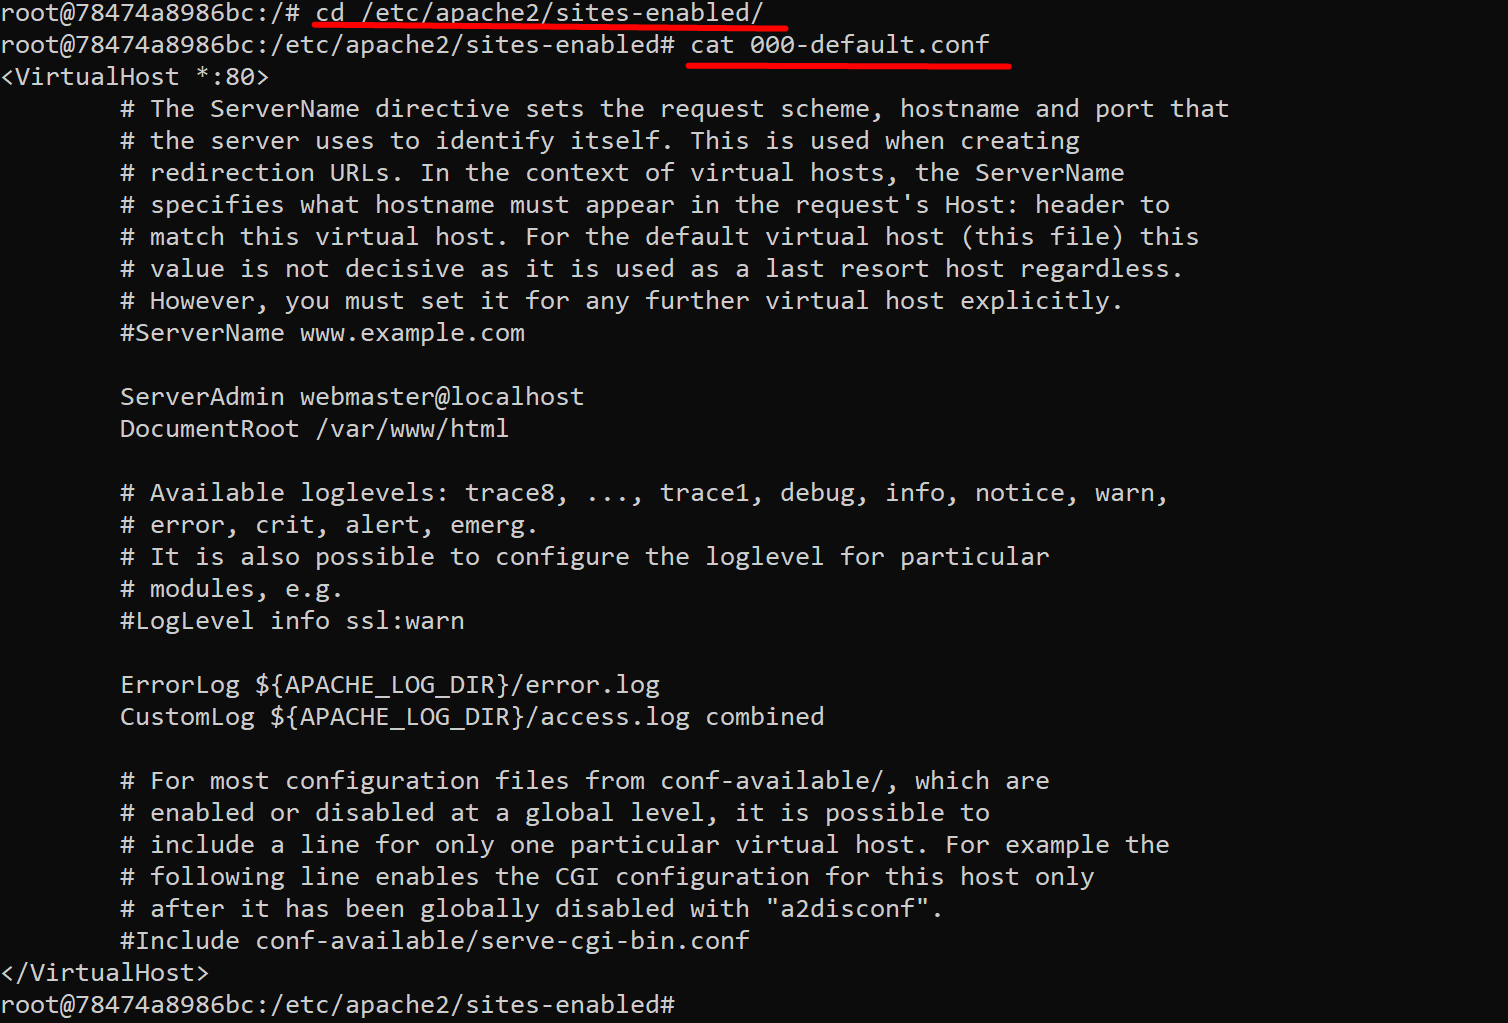 root@78474a8986bc:/# cd /etc/apache2/sites-enabled/
root@78474a8986bc:/etc/apache2/sites-enabled# cat 000-default.conf
<VirtualHost *:80>
        # The ServerName directive sets the request scheme, hostname and port that
        # the server uses to identify itself. This is used when creating
        # redirection URLs. In the context of virtual hosts, the ServerName
        # specifies what hostname must appear in the request's Host: header to
        # match this virtual host. For the default virtual host (this file) this
        # value is not decisive as it is used as a last resort host regardless.
        # However, you must set it for any further virtual host explicitly.
        #ServerName www.example.com

        ServerAdmin webmaster@localhost
        DocumentRoot /var/www/html

        # Available loglevels: trace8, ..., trace1, debug, info, notice, warn,
        # error, crit, alert, emerg.
        # It is also possible to configure the loglevel for particular
        # modules, e.g.
        #LogLevel info ssl:warn

        ErrorLog ${APACHE_LOG_DIR}/error.log
        CustomLog ${APACHE_LOG_DIR}/access.log combined

        # For most configuration files from conf-available/, which are
        # enabled or disabled at a global level, it is possible to
        # include a line for only one particular virtual host. For example the
        # following line enables the CGI configuration for this host only
        # after it has been globally disabled with "a2disconf".
        #Include conf-available/serve-cgi-bin.conf
</VirtualHost>
root@78474a8986bc:/etc/apache2/sites-enabled#